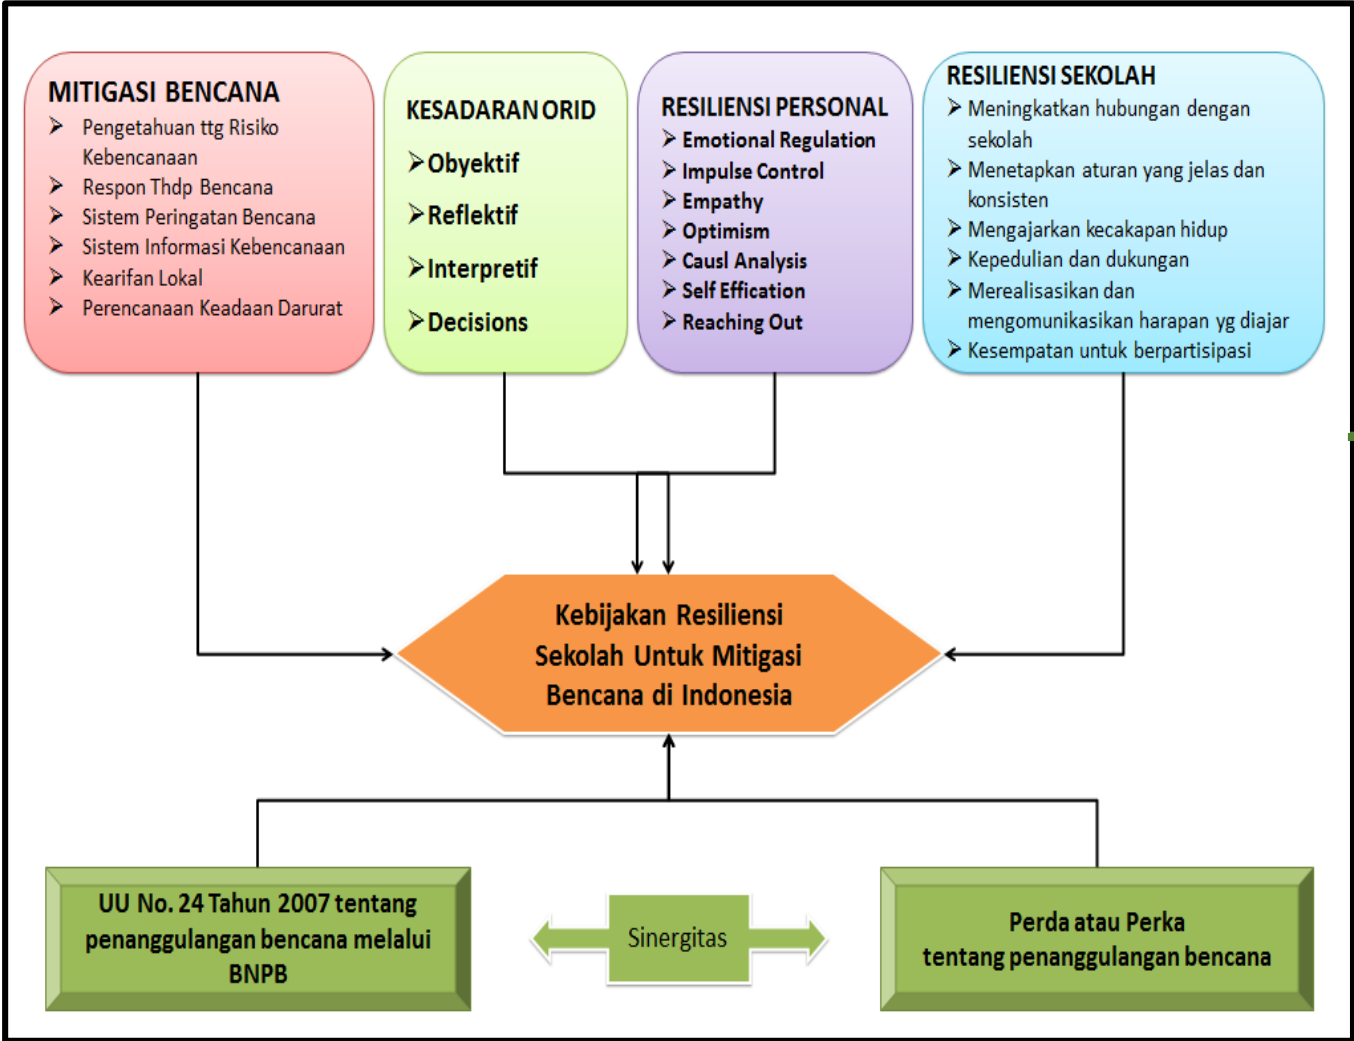 MITIGASI BENCANA
Pengetahuan ttg Risiko
Kebencanaan
Respon Thdp Bencana
Sistem Peringatan Bencana
Sistem Informasi Kebencanaan
Kearifan Lokal
Perencanaan Keadaan Darurat
KESADARAN ORID
Obyektif
Reflektif
Interpretif
Decisions
RESILIENSI PERSONAL
Emotional Regulation
Impulse Control
Empathy
Optimism
Causl Analysis
Self Effication
Reaching Out
RESILIENSI SEKOLAH
Meningkatkan hubungan dengan
sekolah
Menetapkan aturan yang jelas dan
konsisten
Mengajarkan kecakapan hidup
Kepedulian dan dukungan
Merealisasikan dan
mengomunikasikan harapan yg diajar
Kesempatan untuk berpartisipasi
Kebijakan Resiliensi
Sekolah Untuk Mitigasi
Bencana di Indonesia
UU No. 24 Tahun 2007 tentang
penanggulangan bencana melalui
BNPB
Sinergitas
Perda atau Perka
tentang penanggulangan bencana